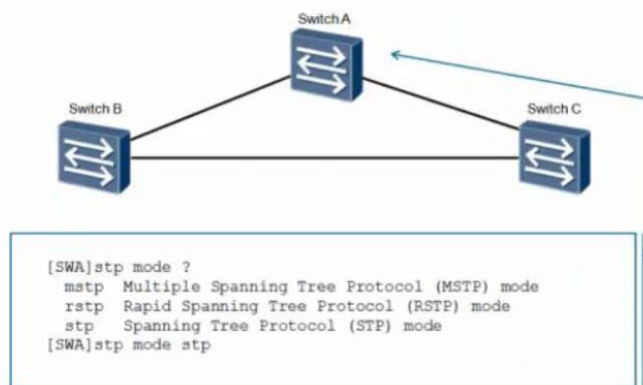 Switch A
Switch B
Switch C
[SWA]stp mode ?
mstp Multiple Spanning Tree Protocol (MSTP) mode
rstp Rapid Spanning Tree Protocol (RSTP) mode
stp Spanning Tree Protocol (STP) mode
[SWA]stp mode stp